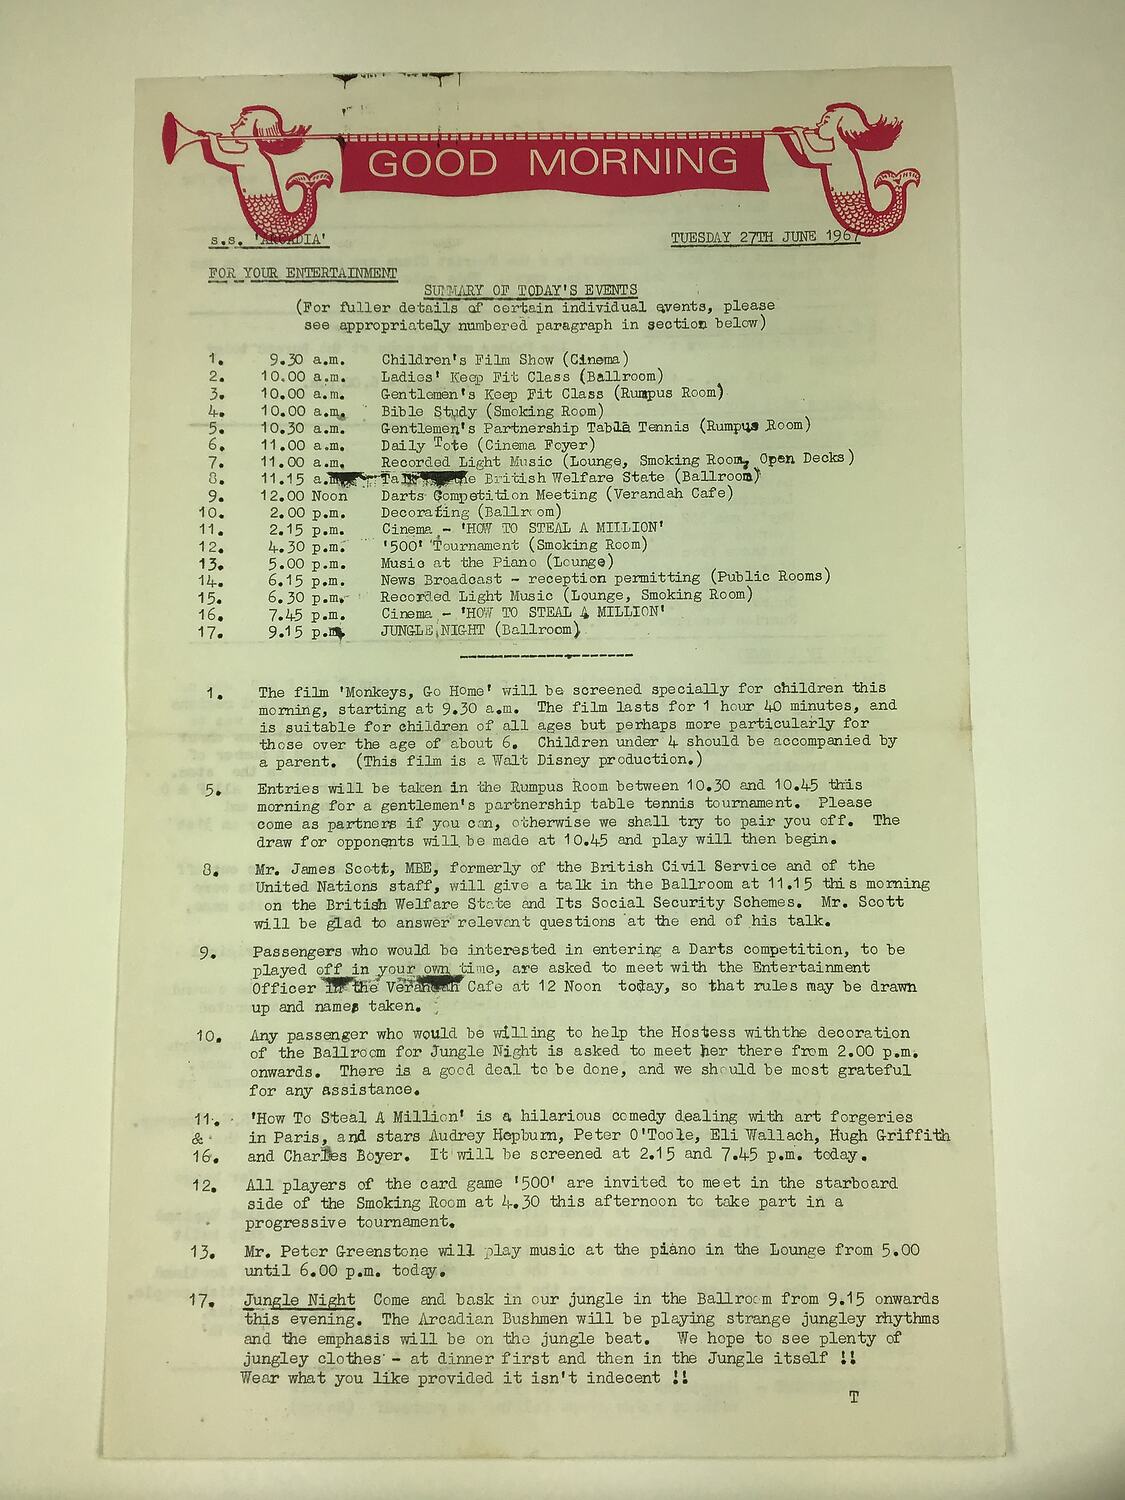 GOOD MORNING
s.s. 'ARCADIA' TUESDAY 27TH JUNE 1967
FOR YOUR ENTERTAINMENT
SUMMARY OF TODAY'S EVENTS
(For fuller details of certain individual events, please
see appropriately numbered paragraph in section below)
1. 9.30 a.m. Children's Film Show (Cinema)
2. 10.00 a.m. Ladies' Keep Fit Class (Ballroom)
3. 10.00 a.m. Gentlemen's Keep Fit Class (Rumpus Room)
4. 10.00 a.m. Bible Study (Smoking Room)
5. 10.30 a.m. Gentlemen's Partnership Table Tennis (Rumpus Room)
6. 11.00 a.m. Daily Tote (Cinema Foyer)
7. 11.00 a.m. Recorded Light Music (Lounge, Smoking Room, Open Decks)
8. 11.15 a.m. Talk the British Welfare State (Ballroom)
9. 12.00 Noon Darts Competition Meeting (Verandah Cafe)
10. 2.00 p.m. Decorating (Ballroom)
11. 2.15 p.m. Cinema - 'HOW TO STEAL A MILLION'
12. 4.30 p.m. '500' Tournament (Smoking Room)
13. 5.00 p.m. Music at the Piano (Lounge)
14. 6.15 p.m. News Broadcast - reception permitting (Public Rooms)
15. 6.30 p.m. Recorded Light Music (Lounge, Smoking Room)
16. 7.45 p.m. Cinema - 'HOW TO STEAL A MILLION'
17. 9.15 p.m. JUNGLE NIGHT (Ballroom)
1. The film 'Monkeys, Go Home' will be screened specially for children this
morning, starting at 9.30 a.m. The film lasts for 1 hour 40 minutes, and
is suitable for children of all ages but perhaps more particularly for
those over the age of about 6. Children under 4 should be accompanied by
a parent. (This film is a Walt Disney production.)
5. Entries will be taken in the Rumpus Room between 10.30 and 10.45 this
morning for a gentlemen's partnership table tennis tournament. Please
come as partners if you can, otherwise we shall try to pair you off. The
draw for opponents will be made at 10.45 and play will then begin.
8. Mr. James Scott, MBE, formerly of the British Civil Service and of the
United Nations staff, will give a talk in the Ballroom at 11.15 this morning
on the British Welfare State and Its Social Security Schemes. Mr. Scott
will be glad to answer relevant questions at the end of his talk.
9. Passengers who would be interested in entering a Darts competition, to be
played off in your own time, are asked to meet with the Entertainment
Officer in the Verandah Cafe at 12 Noon today, so that rules may be drawn
up and names taken.
10. Any passenger who would be willing to help the Hostess withthe decoration
of the Ballroom for Jungle Night is asked to meet her there from 2.00 p.m.
onwards. There is a good deal to be done, and we should be most grateful
for any assistance.
11. 'How To Steal A Million' is a hilarious comedy dealing with art forgeries
& in Paris, and stars Audrey Hepburn, Peter O'Toole, Eli Wallach, Hugh Griffith
16. and Charles Boyer. It will be screened at 2.15 and 7.45 p.m. today.
12. All players of the card game '500' are invited to meet in the starboard
side of the Smoking Room at 4.30 this afternoon to take part in a
progressive tournament.
13. Mr. Peter Greenstone will play music at the piano in the Lounge from 5.00
until 6.00 p.m. today.
17. Jungle Night Come and bask in our jungle in the Ballroom from 9.15 onwards
this evening. The Arcadian Bushmen will be playing strange jungley rhythms
and the emphasis will be on the jungle beat. We hope to see plenty of
jungley clothes - at dinner first and then in the Jungle itself !!
Wear what you like provided it isn't indecent !!
T